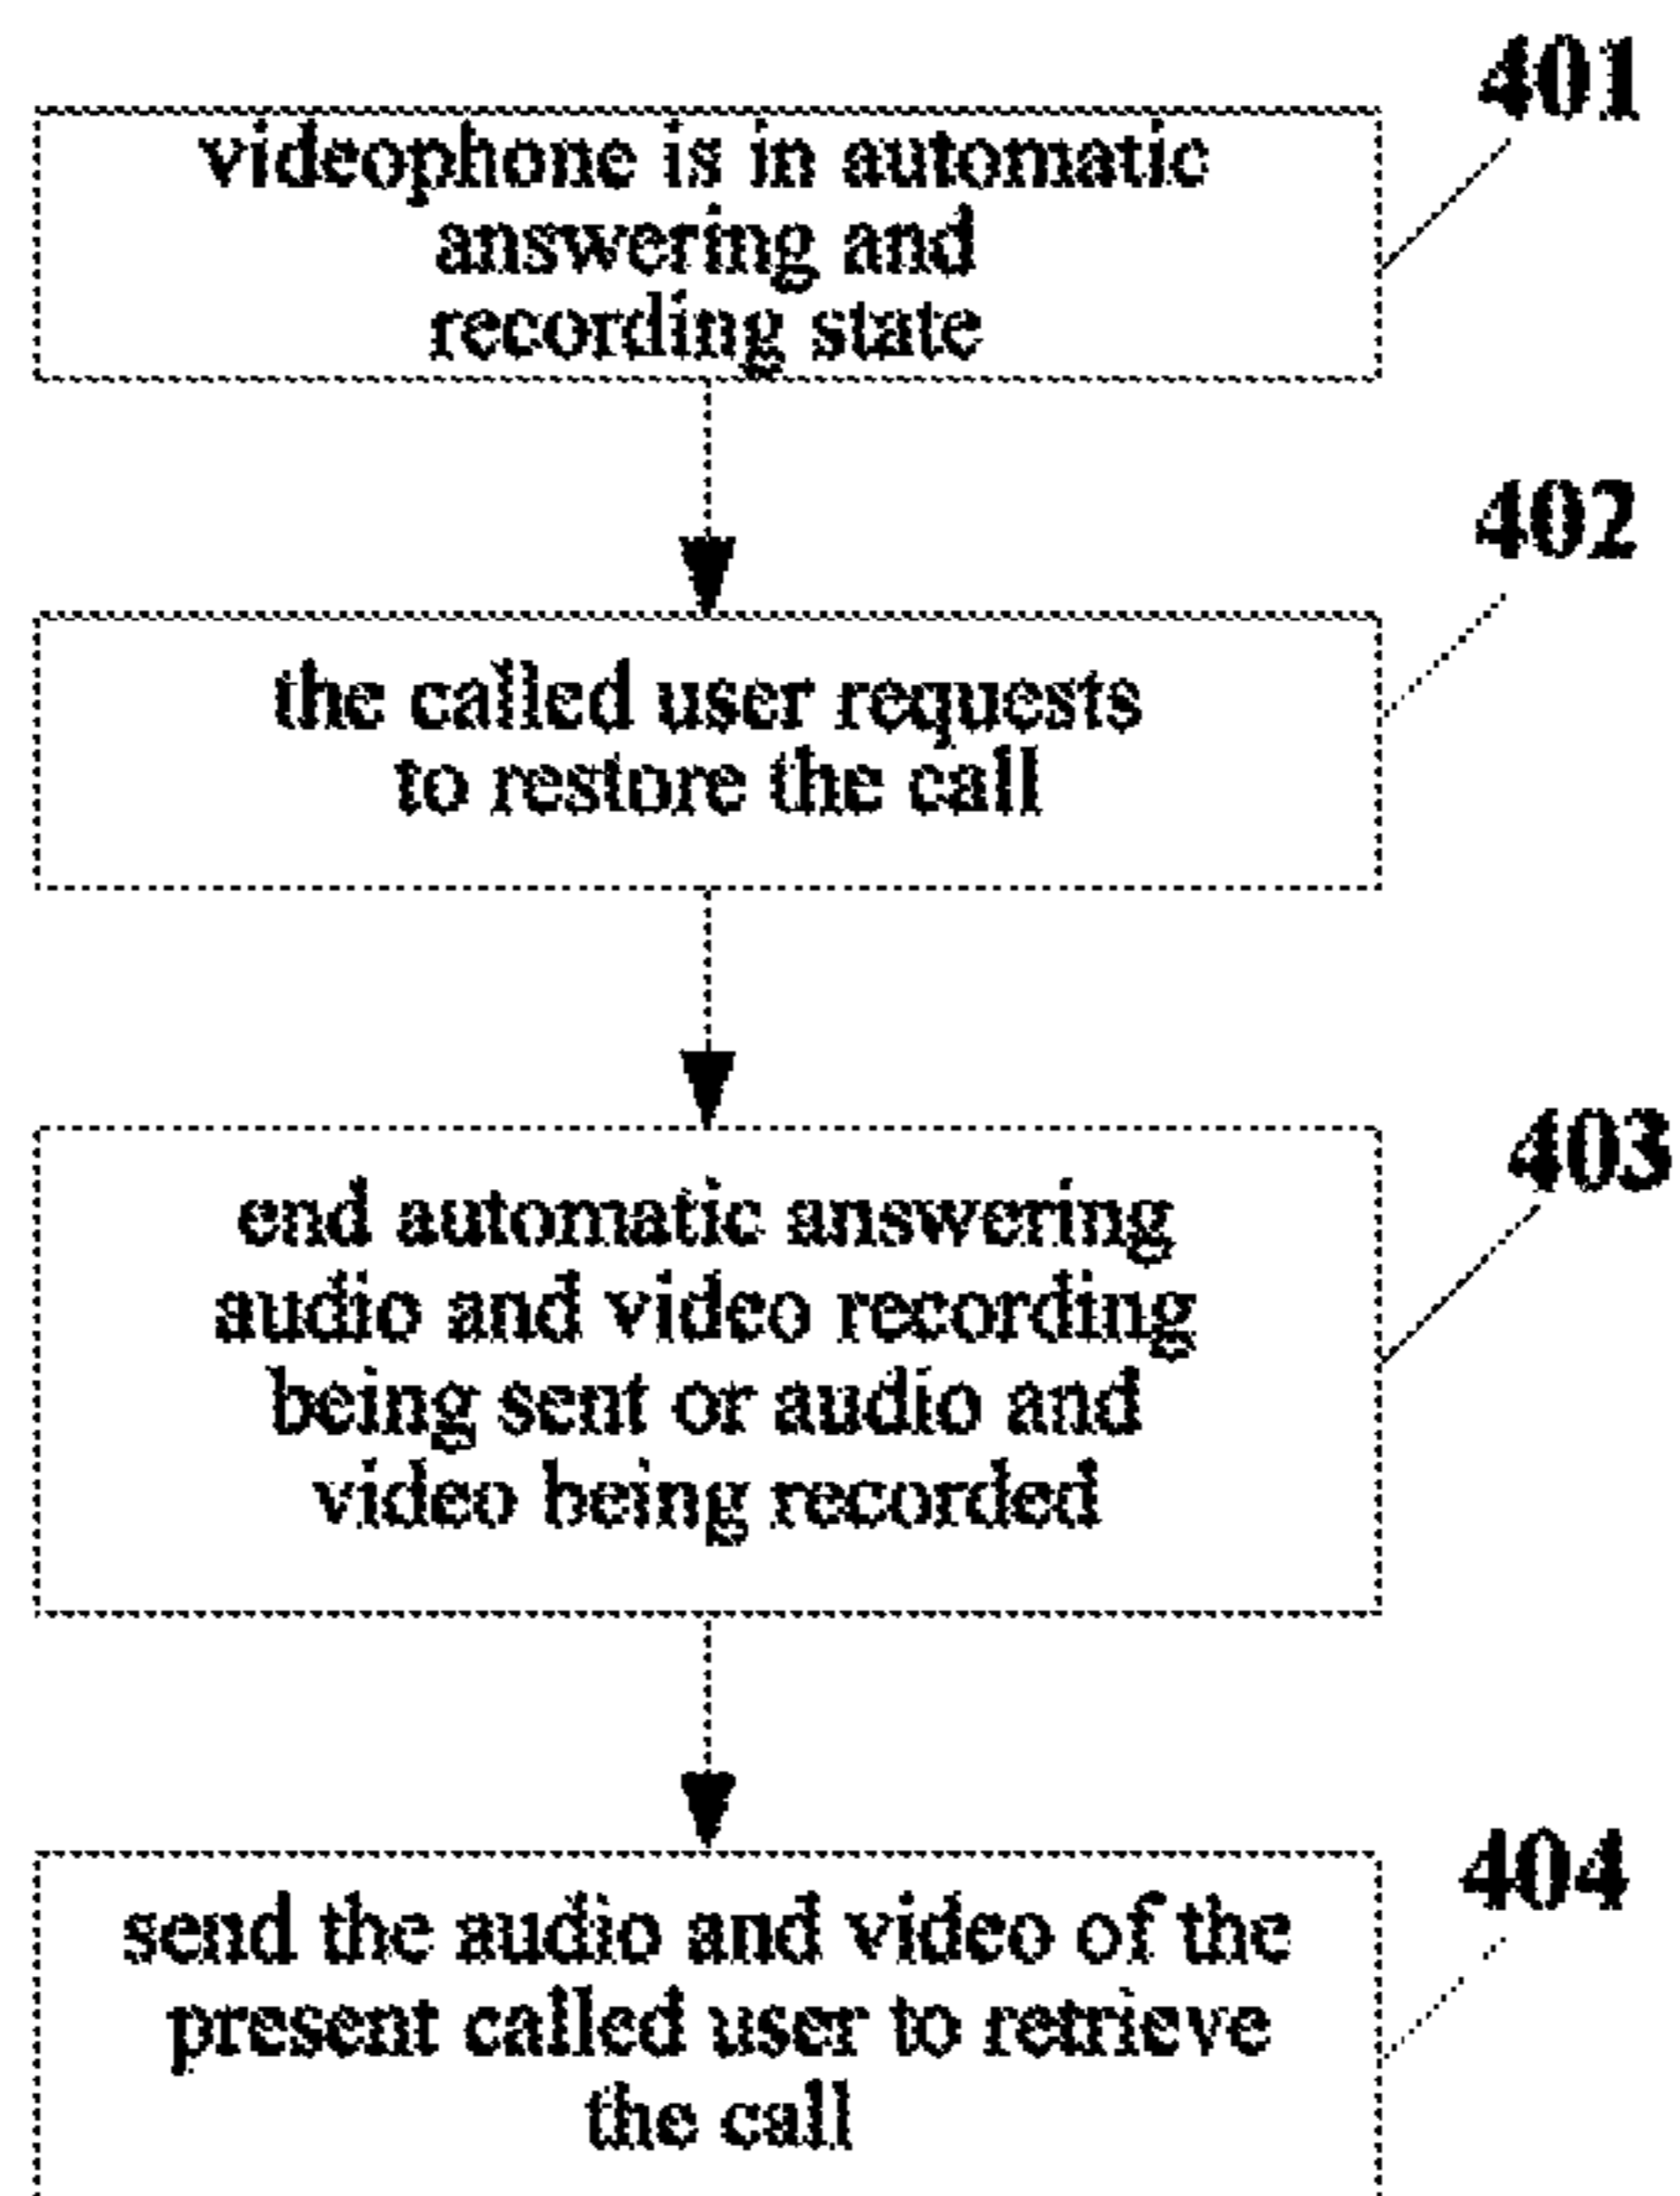 401
videophone is in automatic
answering and
recording state
402
the called user requests
to restore the call
403
end automatic answering
audio and video recording
being sent or audio and
video being recorded
404
send the audio and video of the
present called user to retrieve
the call